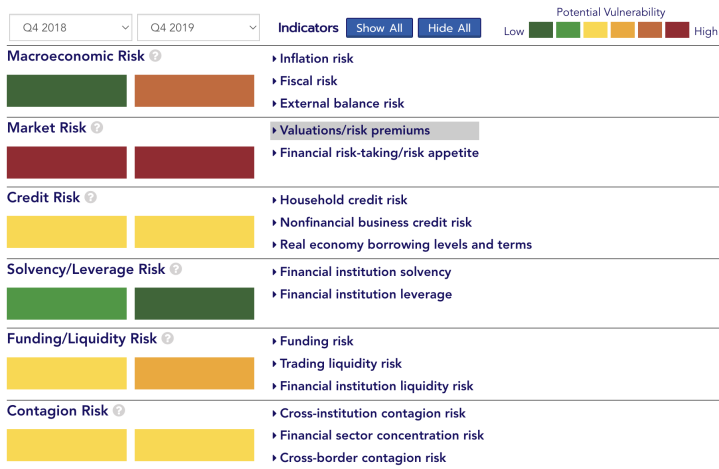 Q4 2018 Q4 2019 Indicators Show All Hide All
Potential Vulnerability
Low High
Macroeconomic Risk ?
Inflation risk
Fiscal risk
External balance risk
Market Risk ?
Valuations/risk premiums
Financial risk-taking/risk appetite
Credit Risk ?
Household credit risk
Nonfinancial business credit risk
Real economy borrowing levels and terms
Solvency/Leverage Risk ?
Financial institution solvency
Financial institution leverage
Funding/Liquidity Risk ?
Funding risk
Trading liquidity risk
Financial institution liquidity risk
Contagion Risk ?
Cross-institution contagion risk
Financial sector concentration risk
Cross-border contagion risk